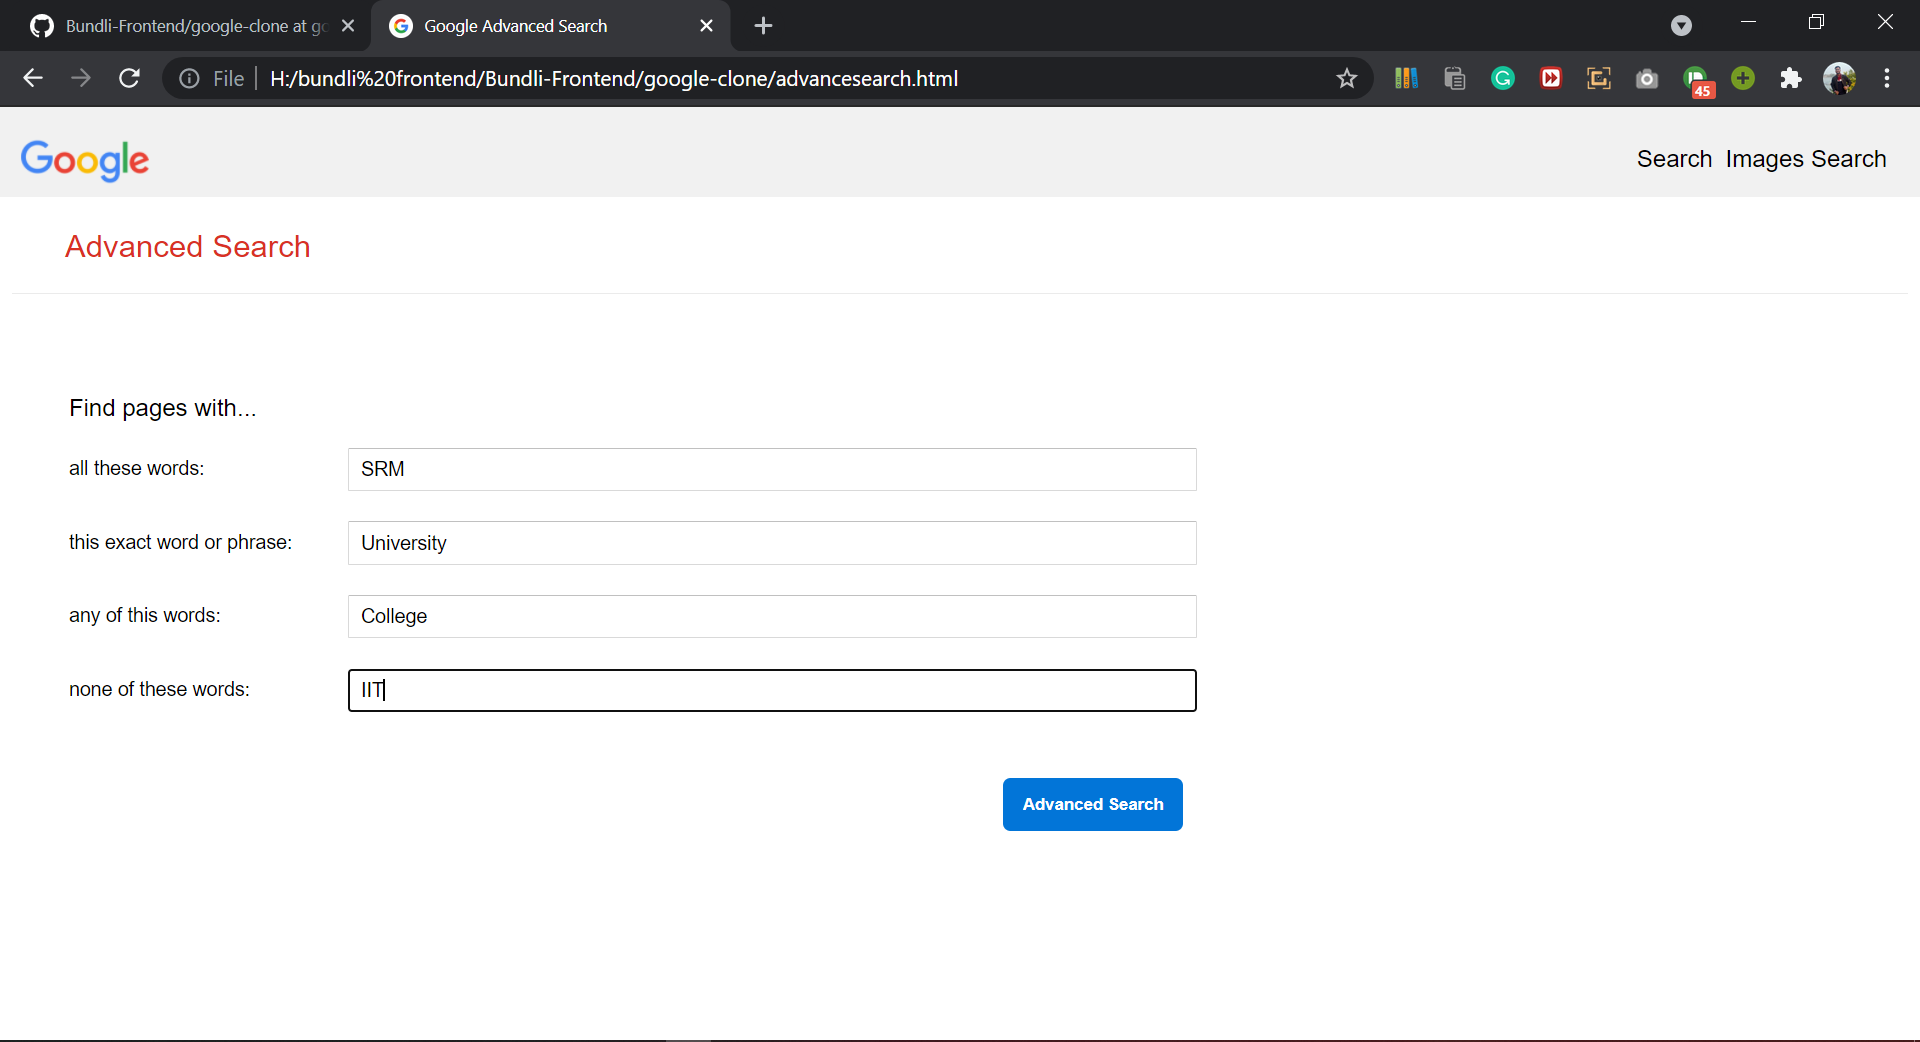 Bundli-Frontend/google-clone at go
Google Advanced Search
File
H:/bundli%20frontend/Bundli-Frontend/google-clone/advancesearch.html
45
Google
Search Images Search
Advanced Search
Find pages with...
all these words: SRM
this exact word or phrase: University
any of this words: College
none of these words: IIT
Advanced Search